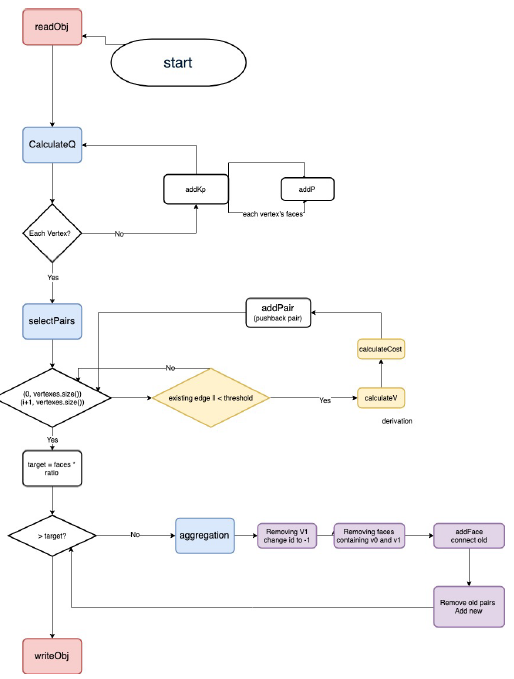 readObj
start
CalculateQ
addKp
addP
each vertex's faces
Each Vertex?
No
Yes
selectPairs
addPair
(pushback pair)
calculateCost
No
(0, vertexes.size())
(i+1, vertexes.size())
existing edge || < threshold
Yes
calculateV
derivation
Yes
target = faces *
ratio
> target?
No
aggregation
Removing V1
change id to -1
Removing faces
containing v0 and v1
addFace
connect old
Remove old pairs
Add new
writeObj